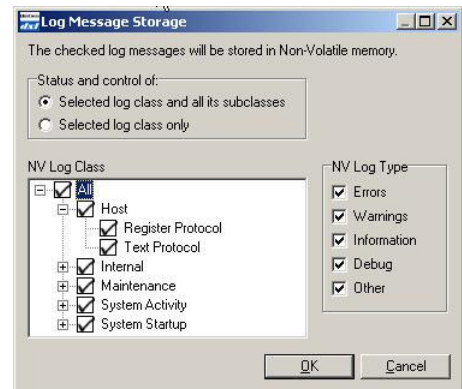 Log Message Storage
The checked log messages will be stored in Non-Volatile memory.
Status and control of:
Selected log class and all its subclasses
Selected log class only
NV Log Class
All
Host
Register Protocol
Text Protocol
Internal
Maintenance
System Activity
System Startup
NV Log Type
Errors
Warnings
Information
Debug
Other
OK
Cancel